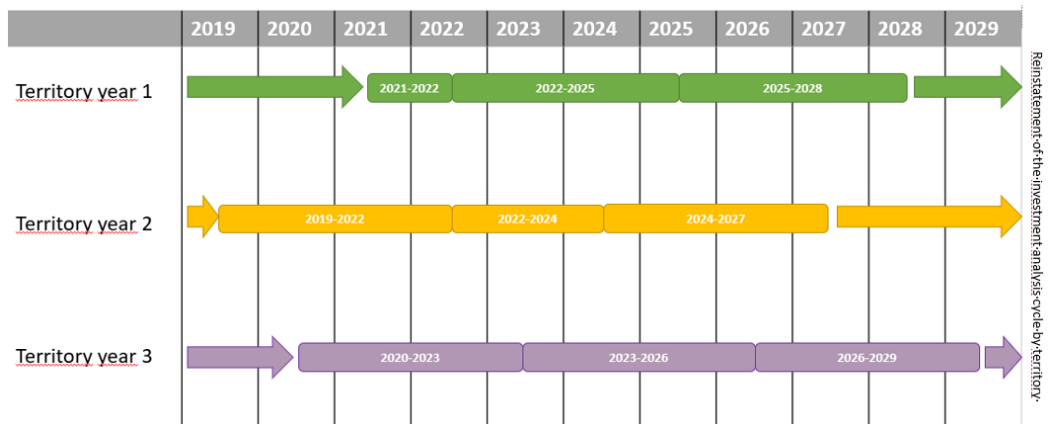 2019 2020 2021 2022 2023 2024 2025 2026 2027 2028 2029
Territory year 1
2021-2022 2022-2025 2025-2028
Territory year 2
2019-2022 2022-2024 2024-2027
Territory year 3
2020-2023 2023-2026 2026-2029
Reinstatement·of·the·investment·analysis·cycle·by·territory·